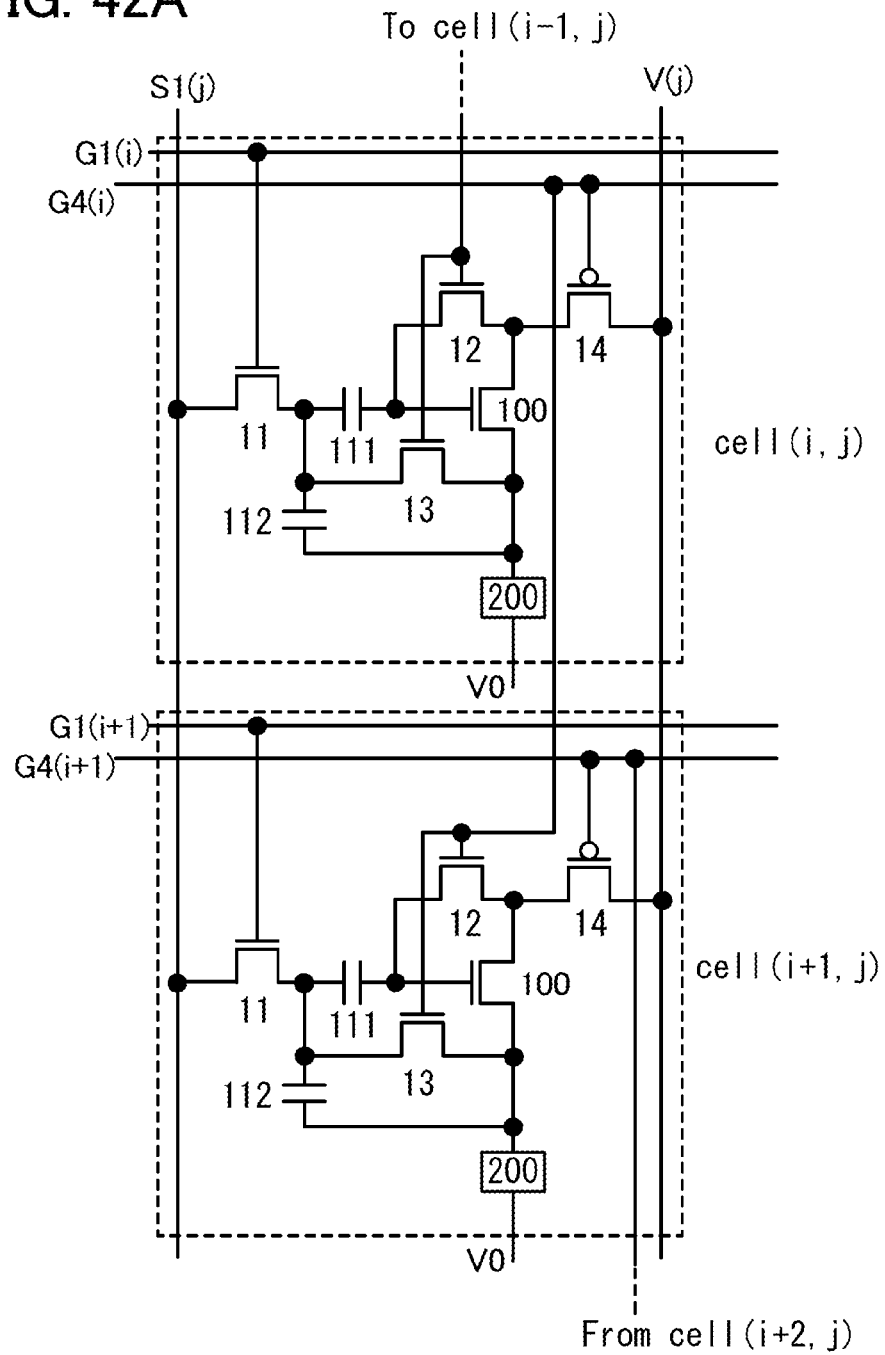 FIG. 42A
To cell(i-1, j)
S1(j)
V(j)
G1(i)
G4(i)
12
14
100
11
111
cell(i, j)
13
112
200
V0
G1(i+1)
G4(i+1)
12
14
100
cell(i+1, j)
11
111
13
112
200
V0
From cell(i+2, j)